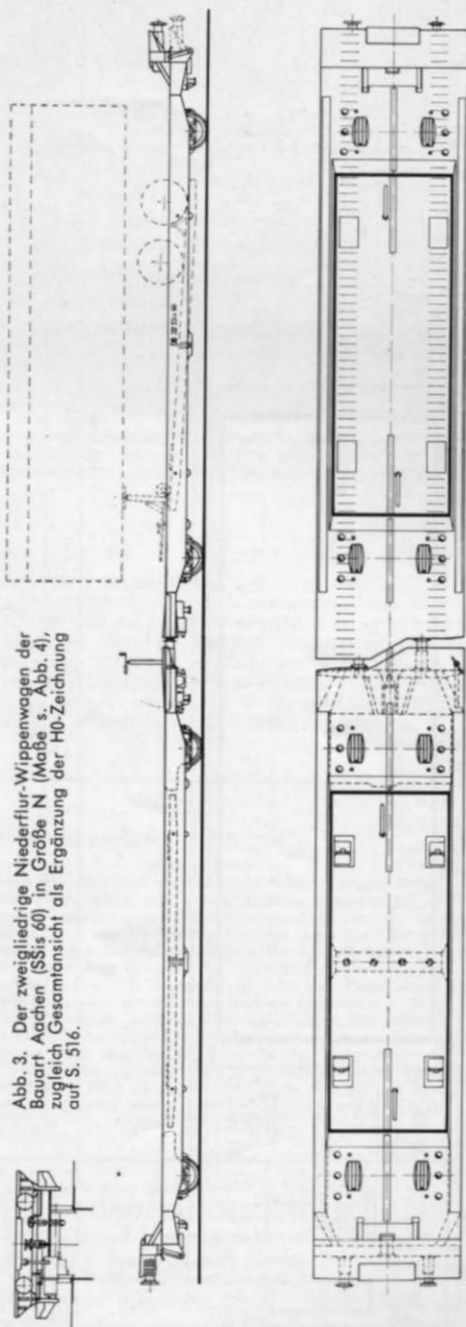 Abb. 3. Der zweigliedrige Niederflur-Wippenwagen der
Bauart Aachen (SSis 60) in Größe N (Maße s. Abb. 4),
zugleich Gesamtansicht als Ergänzung der H0-Zeichnung
auf S. 516.